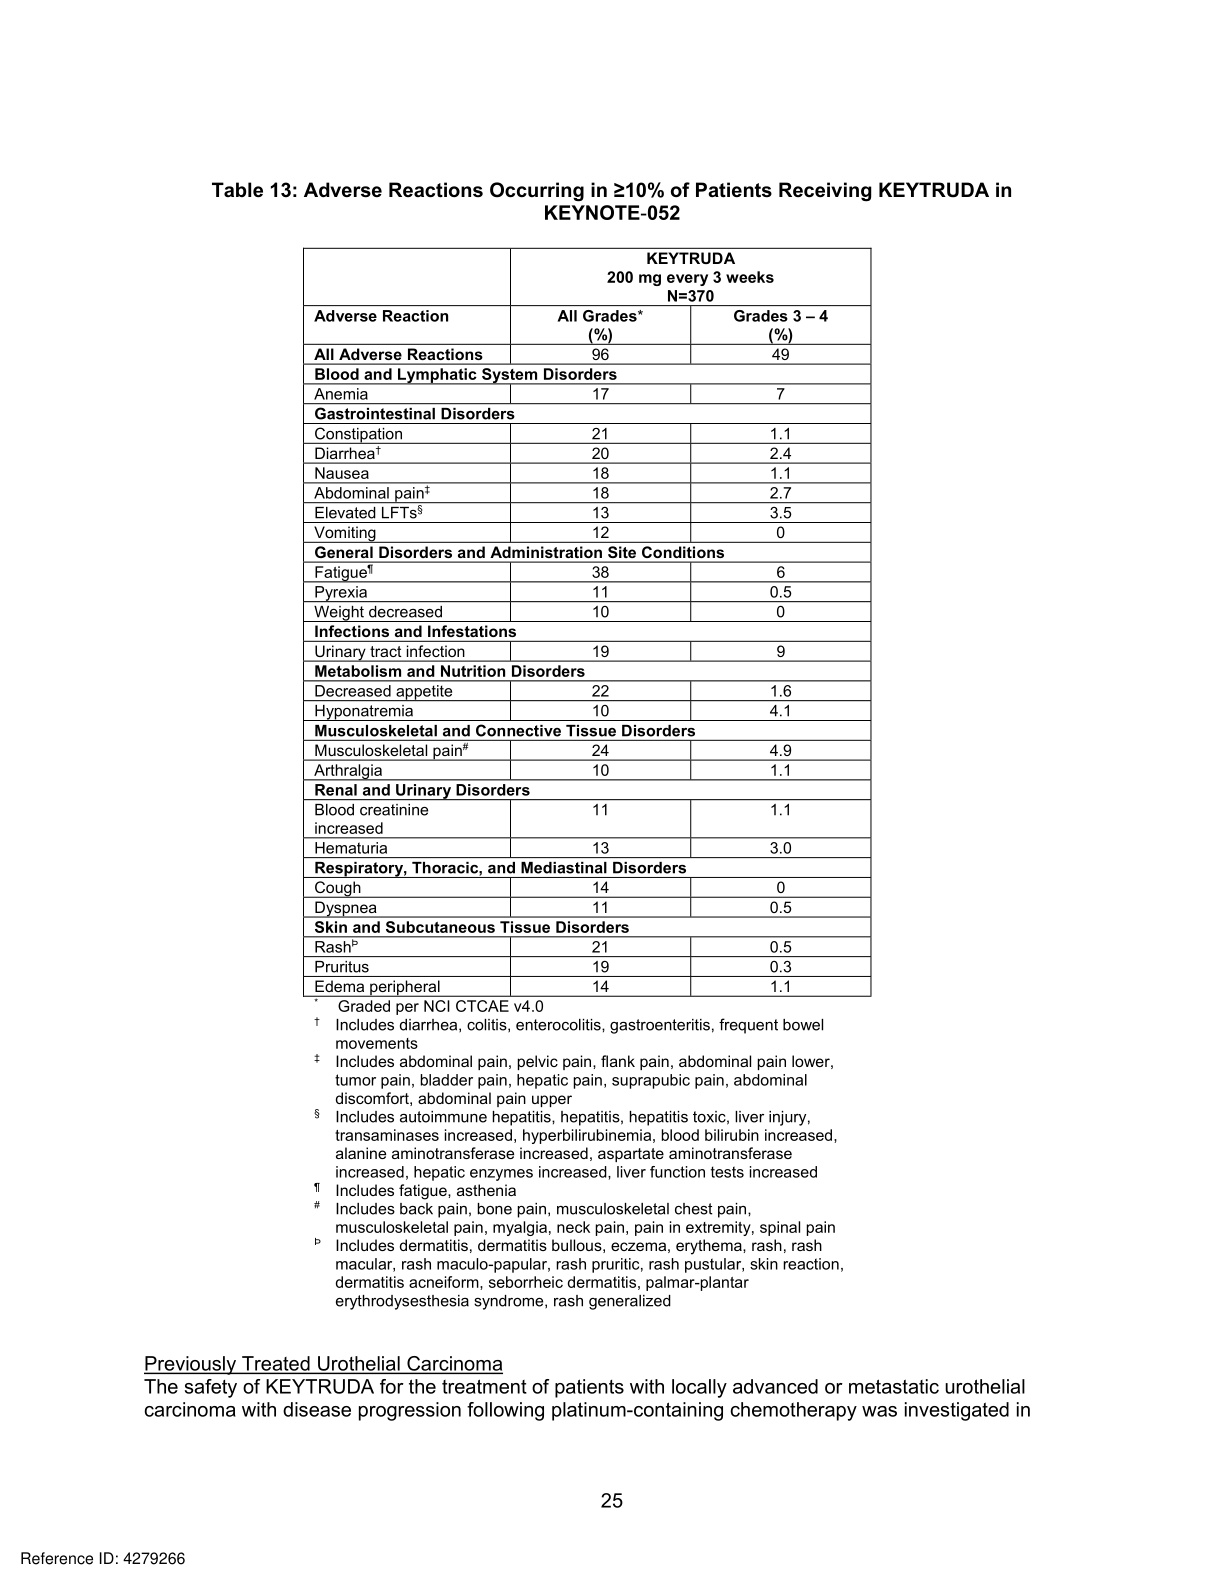 Table 13: Adverse Reactions Occurring in ≥10% of Patients Receiving KEYTRUDA in
KEYNOTE-052
KEYTRUDA
200 mg every 3 weeks
N=370
Adverse Reaction All Grades* Grades 3 – 4
(%) (%)
All Adverse Reactions 96 49
Blood and Lymphatic System Disorders
Anemia 17 7
Gastrointestinal Disorders
Constipation 21 1.1
Diarrhea† 20 2.4
Nausea 18 1.1
Abdominal pain‡ 18 2.7
Elevated LFTs§ 13 3.5
Vomiting 12 0
General Disorders and Administration Site Conditions
Fatigue¶ 38 6
Pyrexia 11 0.5
Weight decreased 10 0
Infections and Infestations
Urinary tract infection 19 9
Metabolism and Nutrition Disorders
Decreased appetite 22 1.6
Hyponatremia 10 4.1
Musculoskeletal and Connective Tissue Disorders
Musculoskeletal pain# 24 4.9
Arthralgia 10 1.1
Renal and Urinary Disorders
Blood creatinine 11 1.1
increased
Hematuria 13 3.0
Respiratory, Thoracic, and Mediastinal Disorders
Cough 14 0
Dyspnea 11 0.5
Skin and Subcutaneous Tissue Disorders
RashÞ 21 0.5
Pruritus 19 0.3
Edema peripheral 14 1.1
* Graded per NCI CTCAE v4.0
† Includes diarrhea, colitis, enterocolitis, gastroenteritis, frequent bowel
movements
‡ Includes abdominal pain, pelvic pain, flank pain, abdominal pain lower,
tumor pain, bladder pain, hepatic pain, suprapubic pain, abdominal
discomfort, abdominal pain upper
§ Includes autoimmune hepatitis, hepatitis, hepatitis toxic, liver injury,
transaminases increased, hyperbilirubinemia, blood bilirubin increased,
alanine aminotransferase increased, aspartate aminotransferase
increased, hepatic enzymes increased, liver function tests increased
¶ Includes fatigue, asthenia
# Includes back pain, bone pain, musculoskeletal chest pain,
musculoskeletal pain, myalgia, neck pain, pain in extremity, spinal pain
Þ Includes dermatitis, dermatitis bullous, eczema, erythema, rash, rash
macular, rash maculo-papular, rash pruritic, rash pustular, skin reaction,
dermatitis acneiform, seborrheic dermatitis, palmar-plantar
erythrodysesthesia syndrome, rash generalized
Previously Treated Urothelial Carcinoma
The safety of KEYTRUDA for the treatment of patients with locally advanced or metastatic urothelial
carcinoma with disease progression following platinum-containing chemotherapy was investigated in
25
Reference ID: 4279266